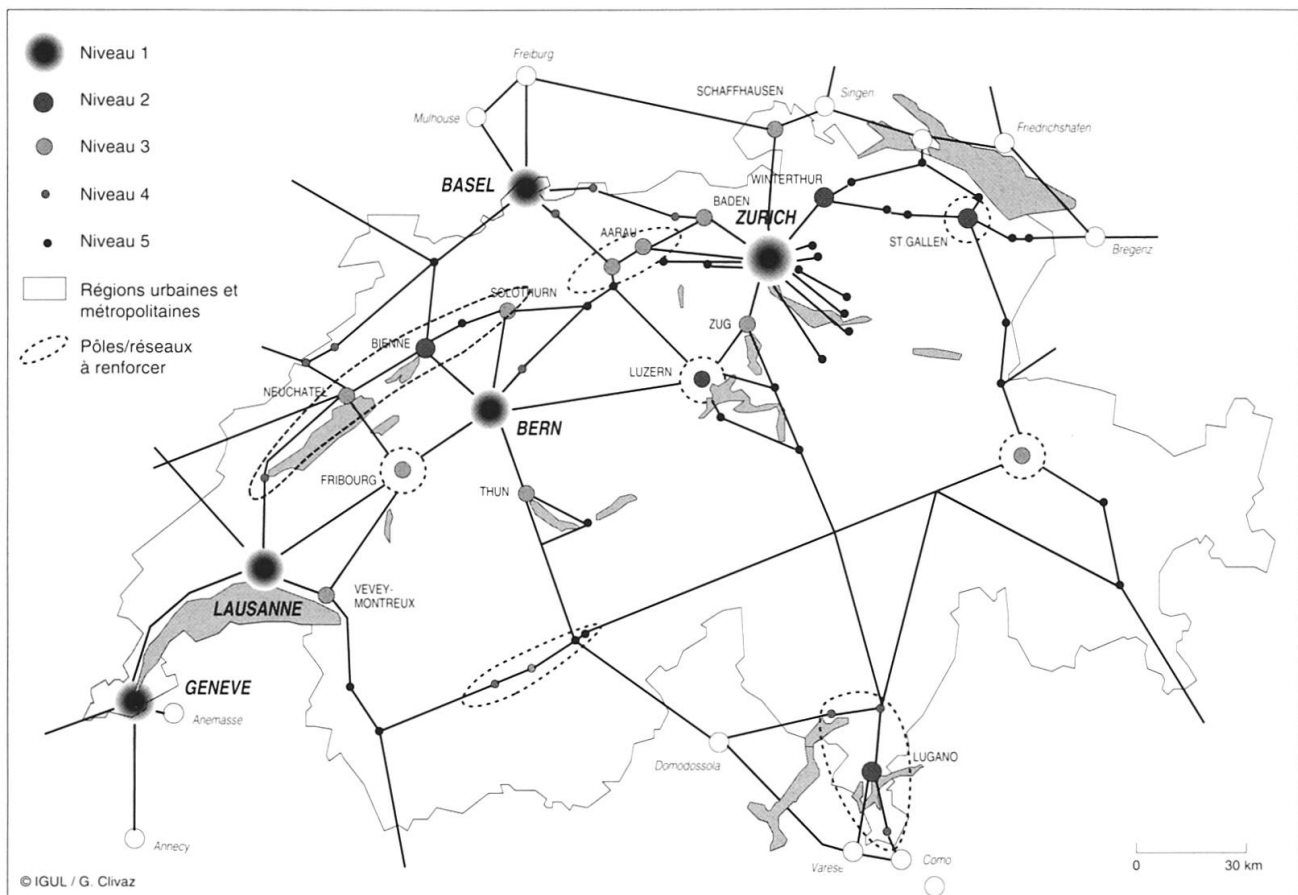 Niveau 1
Niveau 2
Niveau 3
Niveau 4
Niveau 5
Régions urbaines et
métropolitaines
Pôles/réseaux
à renforcer
Freiburg
Mulhouse
SCHAFFHAUSEN
Singen
Friedrichshafen
BASEL
WINTERTHUR
BADEN
ZURICH
AARAU
ST GALLEN
Bregenz
SOLOTHURN
ZUG
BIENNE
LUZERN
NEUCHATEL
BERN
FRIBOURG
THUN
VEVEY-
MONTREUX
LAUSANNE
GENEVE
Anemasse
Domodossola
LUGANO
Annecy
Varese
Como
0 30 km
© IGUL / G. Clivaz